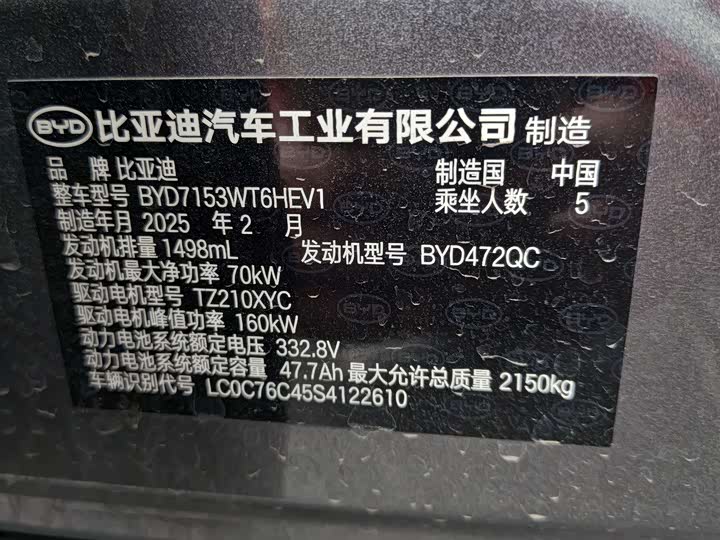 BYD 比亚迪汽车工业有限公司 制造
品 牌 比亚迪 制造国 中国
整车型号 BYD7153WT6HEV1 乘坐人数 5
制造年月 2025 年 2 月
发动机排量 1498mL 发动机型号 BYD472QC
发动机最大净功率 70kW
驱动电机型号 TZ210XYC
驱动电机峰值功率 160kW
动力电池系统额定电压 332.8V
动力电池系统额定容量 47.7Ah 最大允许总质量 2150kg
车辆识别代号 LC0C76C45S4122610